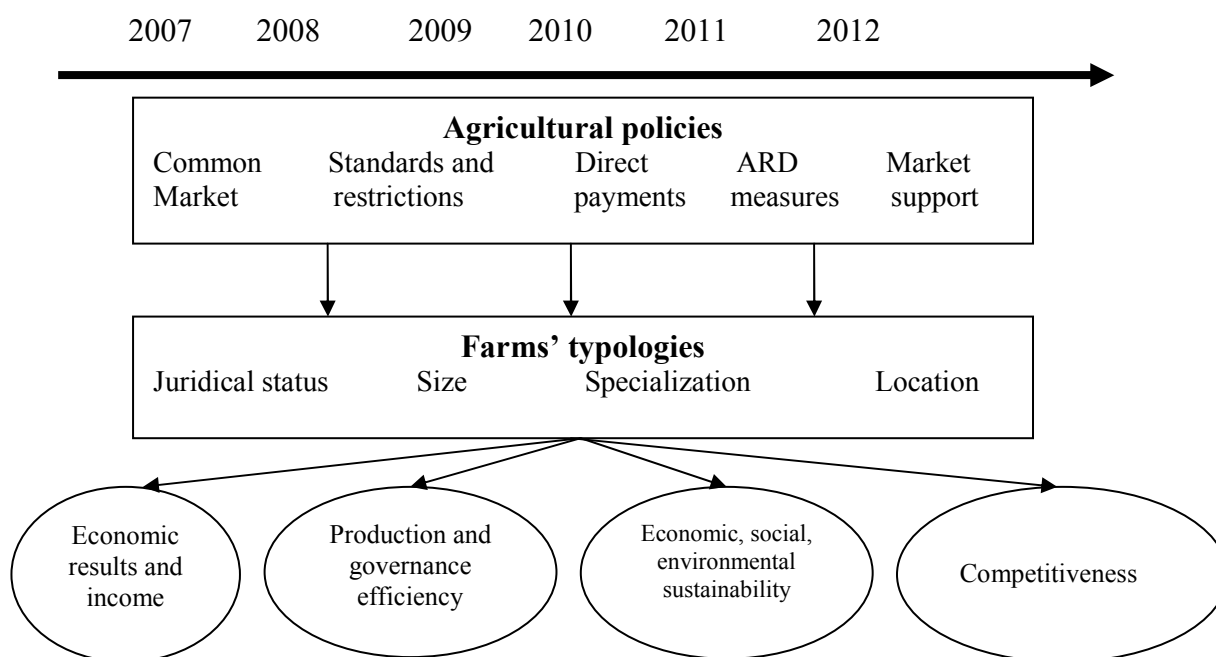 2007 2008 2009 2010 2011 2012
Agricultural policies
Common Standards and Direct ARD Market
Market restrictions payments measures support
Farms’ typologies
Juridical status Size Specialization Location
Economic
results and
income
Production and
governance
efficiency
Economic, social,
environmental
sustainability
Competitiveness